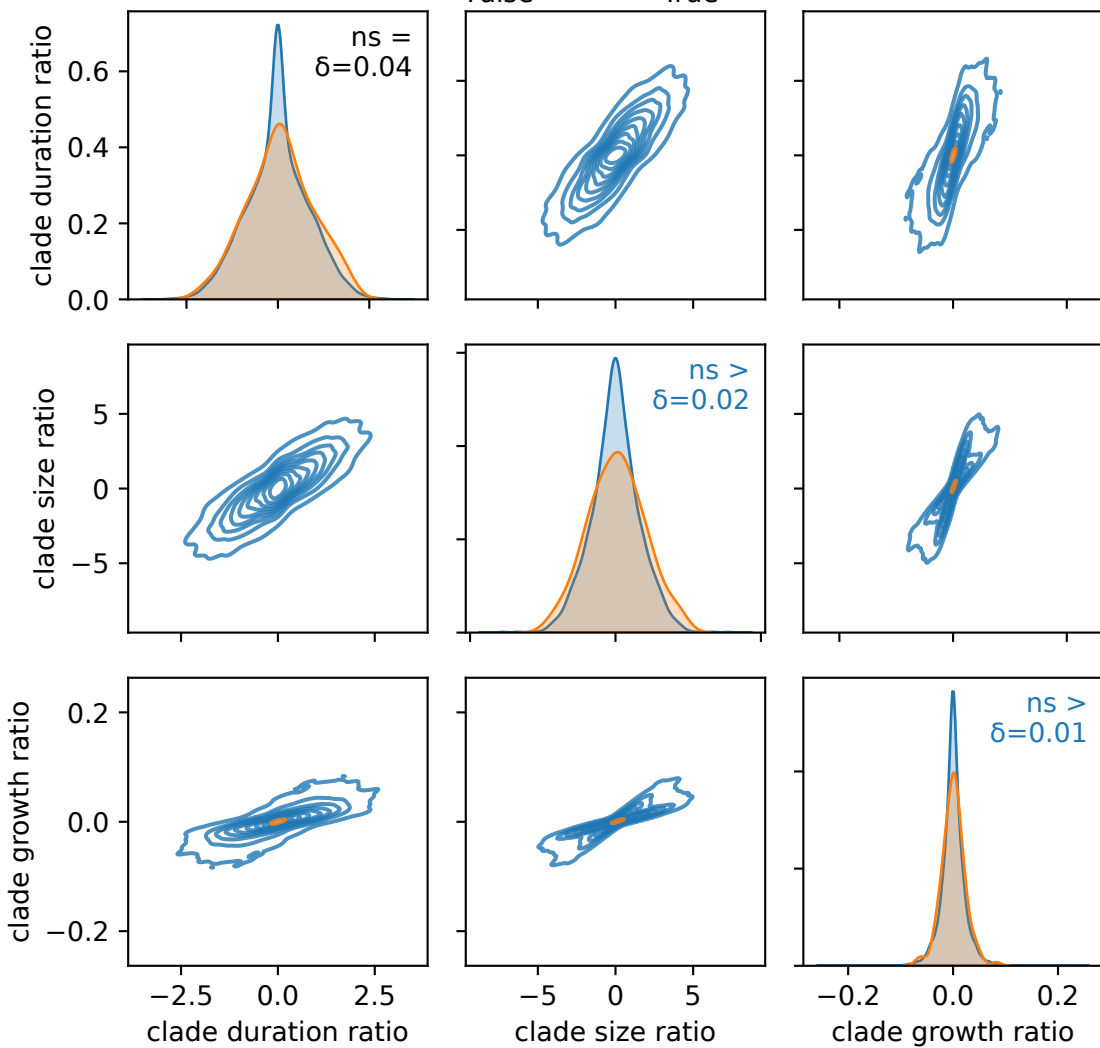 clade duration ratio
0.6
0.4
0.2
0.0
ns =
δ=0.04
clade size ratio
5
0
−5
ns >
δ=0.02
clade growth ratio
0.2
0.0
−0.2
ns >
δ=0.01
−2.5 0.0 2.5
−5 0 5
−0.2 0.0 0.2
clade duration ratio
clade size ratio
clade growth ratio